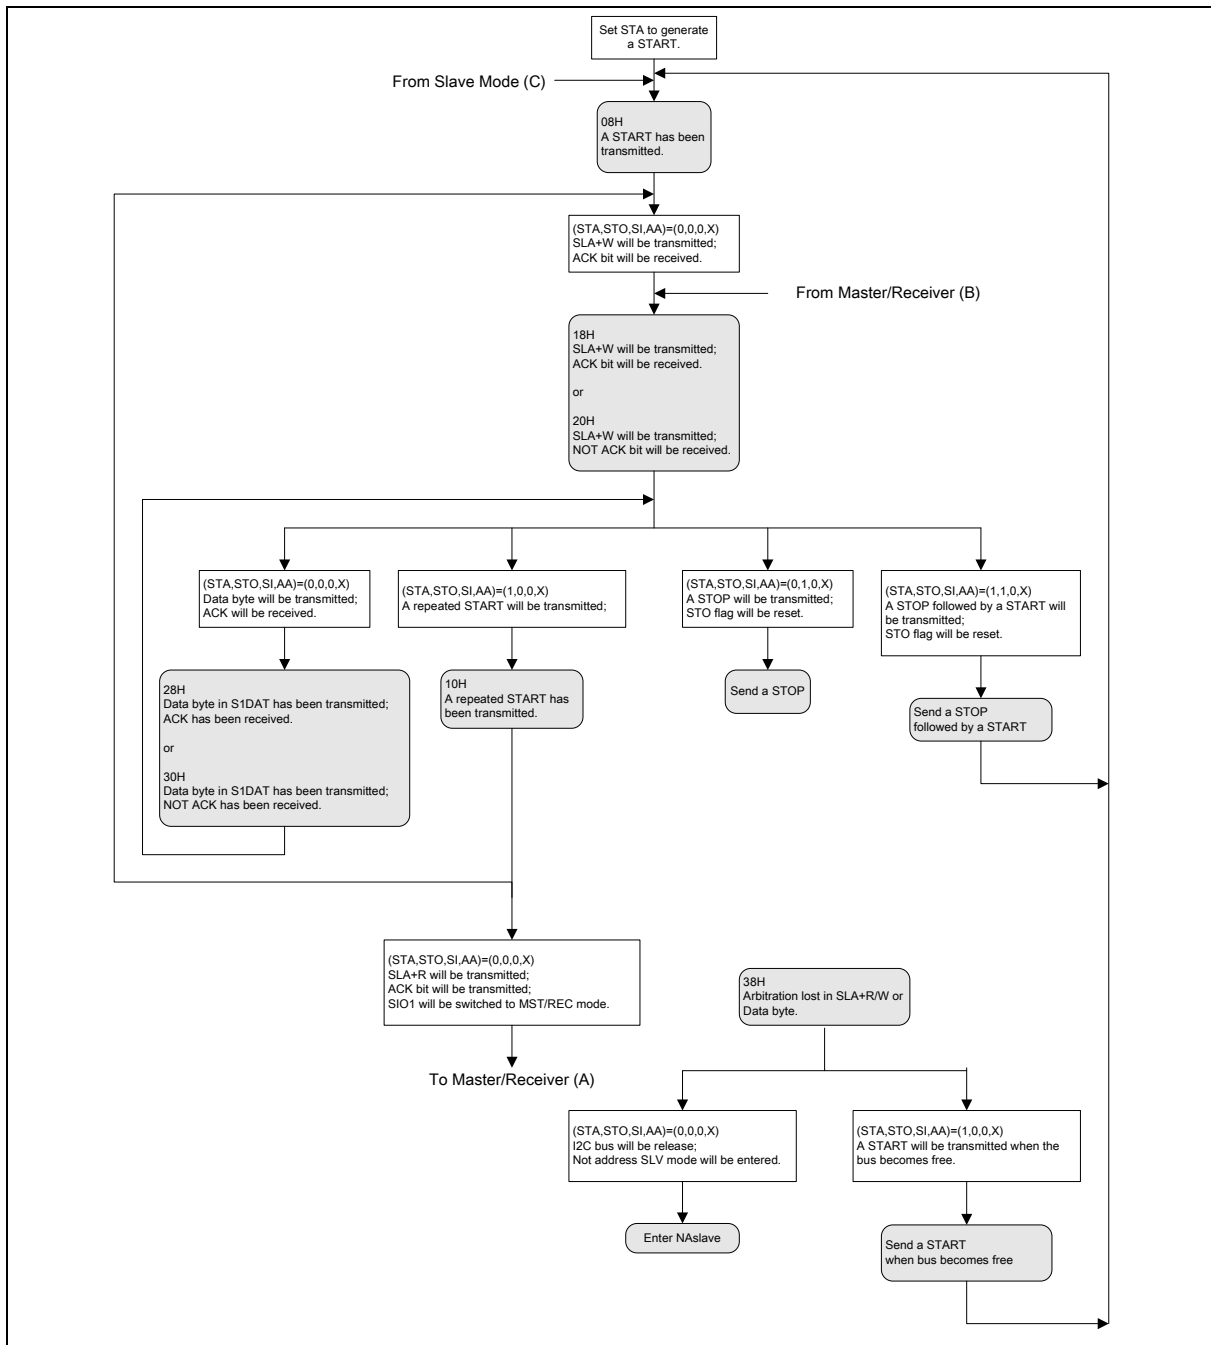 Set STA to generate
a START.
From Slave Mode (C)
08H
A START has been
transmitted.
(STA,STO,SI,AA)=(0,0,0,X)
SLA+W will be transmitted;
ACK bit will be received.
From Master/Receiver (B)
18H
SLA+W will be transmitted;
ACK bit will be received.
or
20H
SLA+W will be transmitted;
NOT ACK bit will be received.
(STA,STO,SI,AA)=(0,0,0,X)
Data byte will be transmitted;
ACK will be received.
(STA,STO,SI,AA)=(1,0,0,X)
A repeated START will be transmitted;
(STA,STO,SI,AA)=(0,1,0,X)
A STOP will be transmitted;
STO flag will be reset.
(STA,STO,SI,AA)=(1,1,0,X)
A STOP followed by a START will
be transmitted;
STO flag will be reset.
28H
Data byte in S1DAT has been transmitted;
ACK has been received.
or
30H
Data byte in S1DAT has been transmitted;
NOT ACK has been received.
10H
A repeated START has
been transmitted.
Send a STOP
Send a STOP
followed by a START
(STA,STO,SI,AA)=(0,0,0,X)
SLA+R will be transmitted;
ACK bit will be transmitted;
SIO1 will be switched to MST/REC mode.
To Master/Receiver (A)
38H
Arbitration lost in SLA+R/W or
Data byte.
(STA,STO,SI,AA)=(0,0,0,X)
I2C bus will be release;
Not address SLV mode will be entered.
(STA,STO,SI,AA)=(1,0,0,X)
A START will be transmitted when the
bus becomes free.
Enter NAslave
Send a START
when bus becomes free